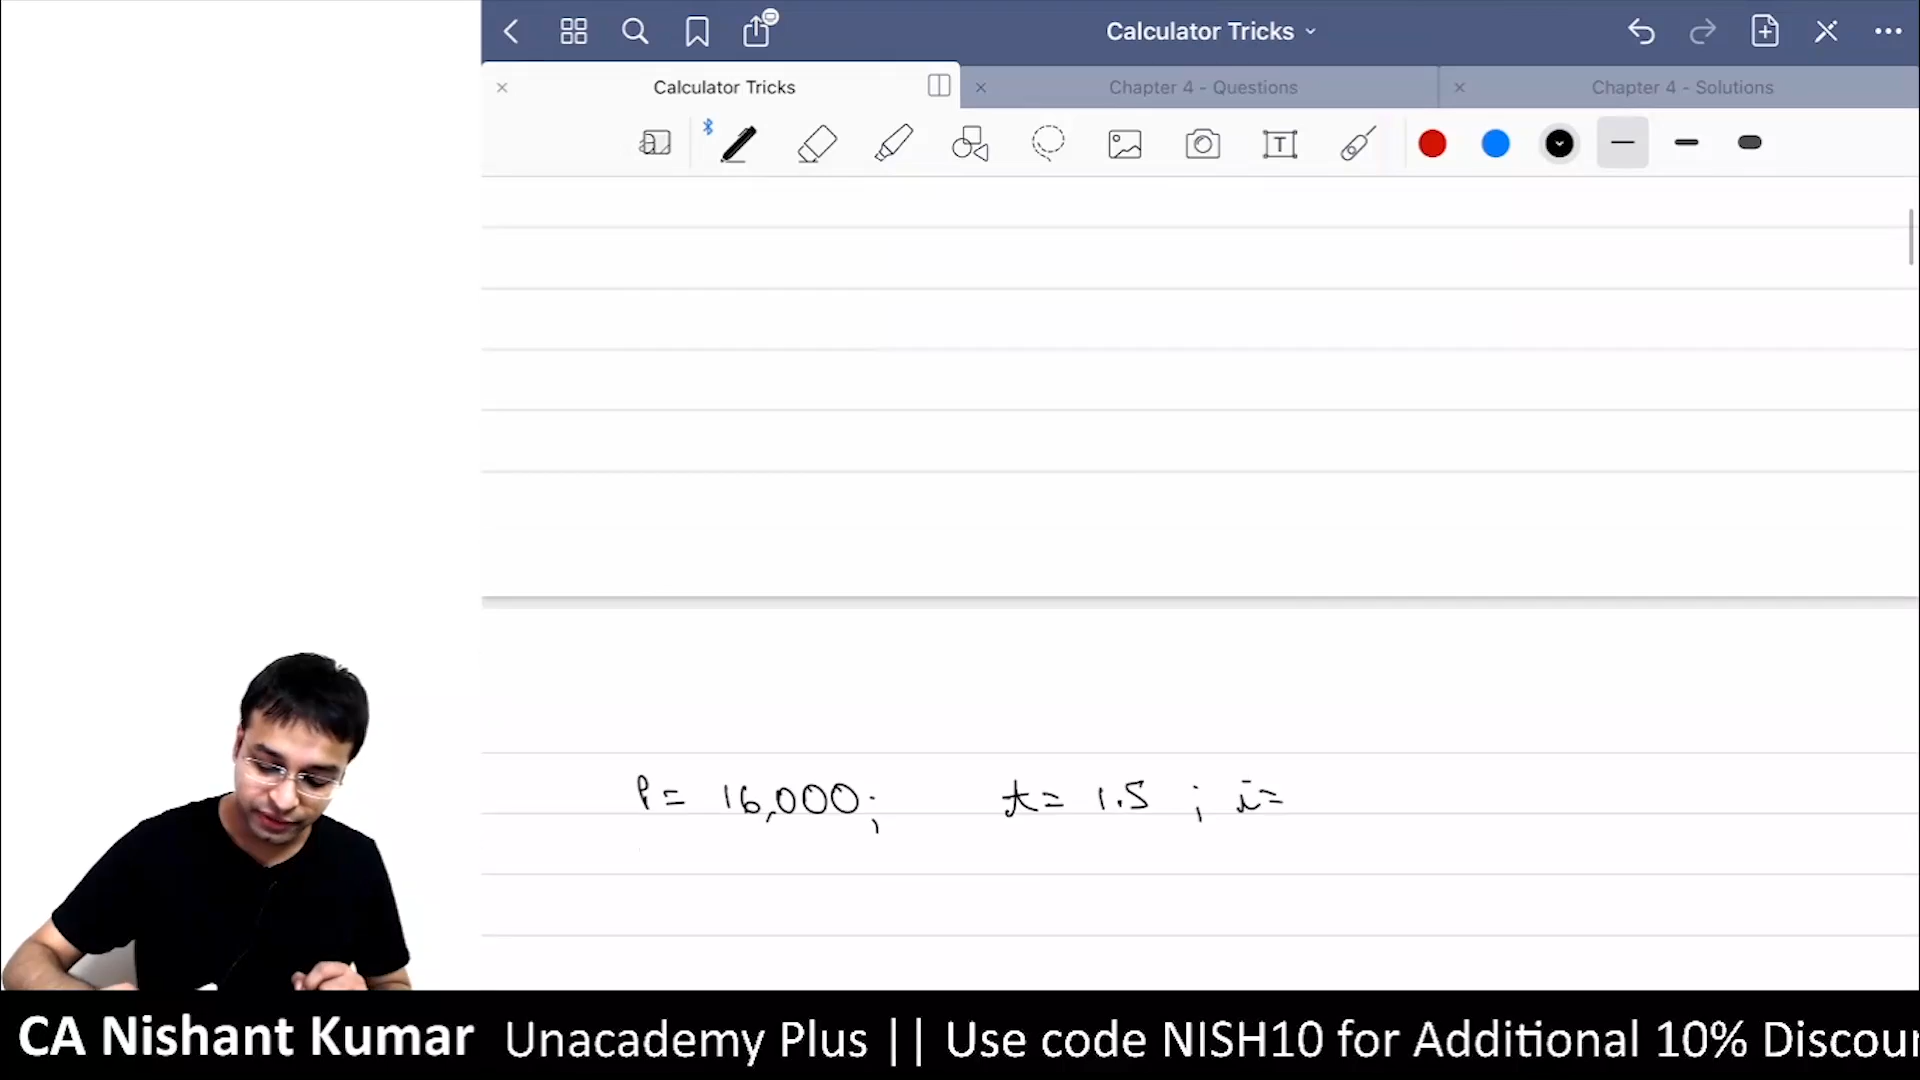 Calculator Tricks
Calculator Tricks
Chapter 4 - Questions
Chapter 4 - Solutions
P= 16,000; t= 1.5 ; i=
CA Nishant Kumar Unacademy Plus || Use code NISH10 for Additional 10% Discou